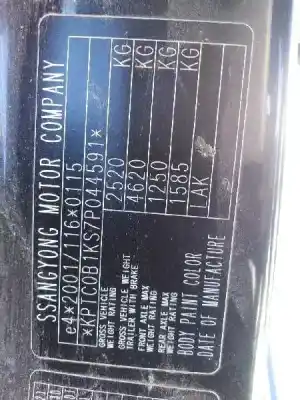 SSANGYONG MOTOR COMPANY
e4*2001/116*0115
*KPTC0B1KS7P044591*
GROSS VEHICLE WEIGHT RATING 2520 KG
GROSS VEHICLE WEIGHT TRAILER WITH BRAKE 4620 KG
FRONT AXLE MAX WEIGHT RATING 1250 KG
REAR AXLE MAX WEIGHT RATING 1585 KG
BODY PAINT COLOR LAK
DATE OF MANUFACTURE